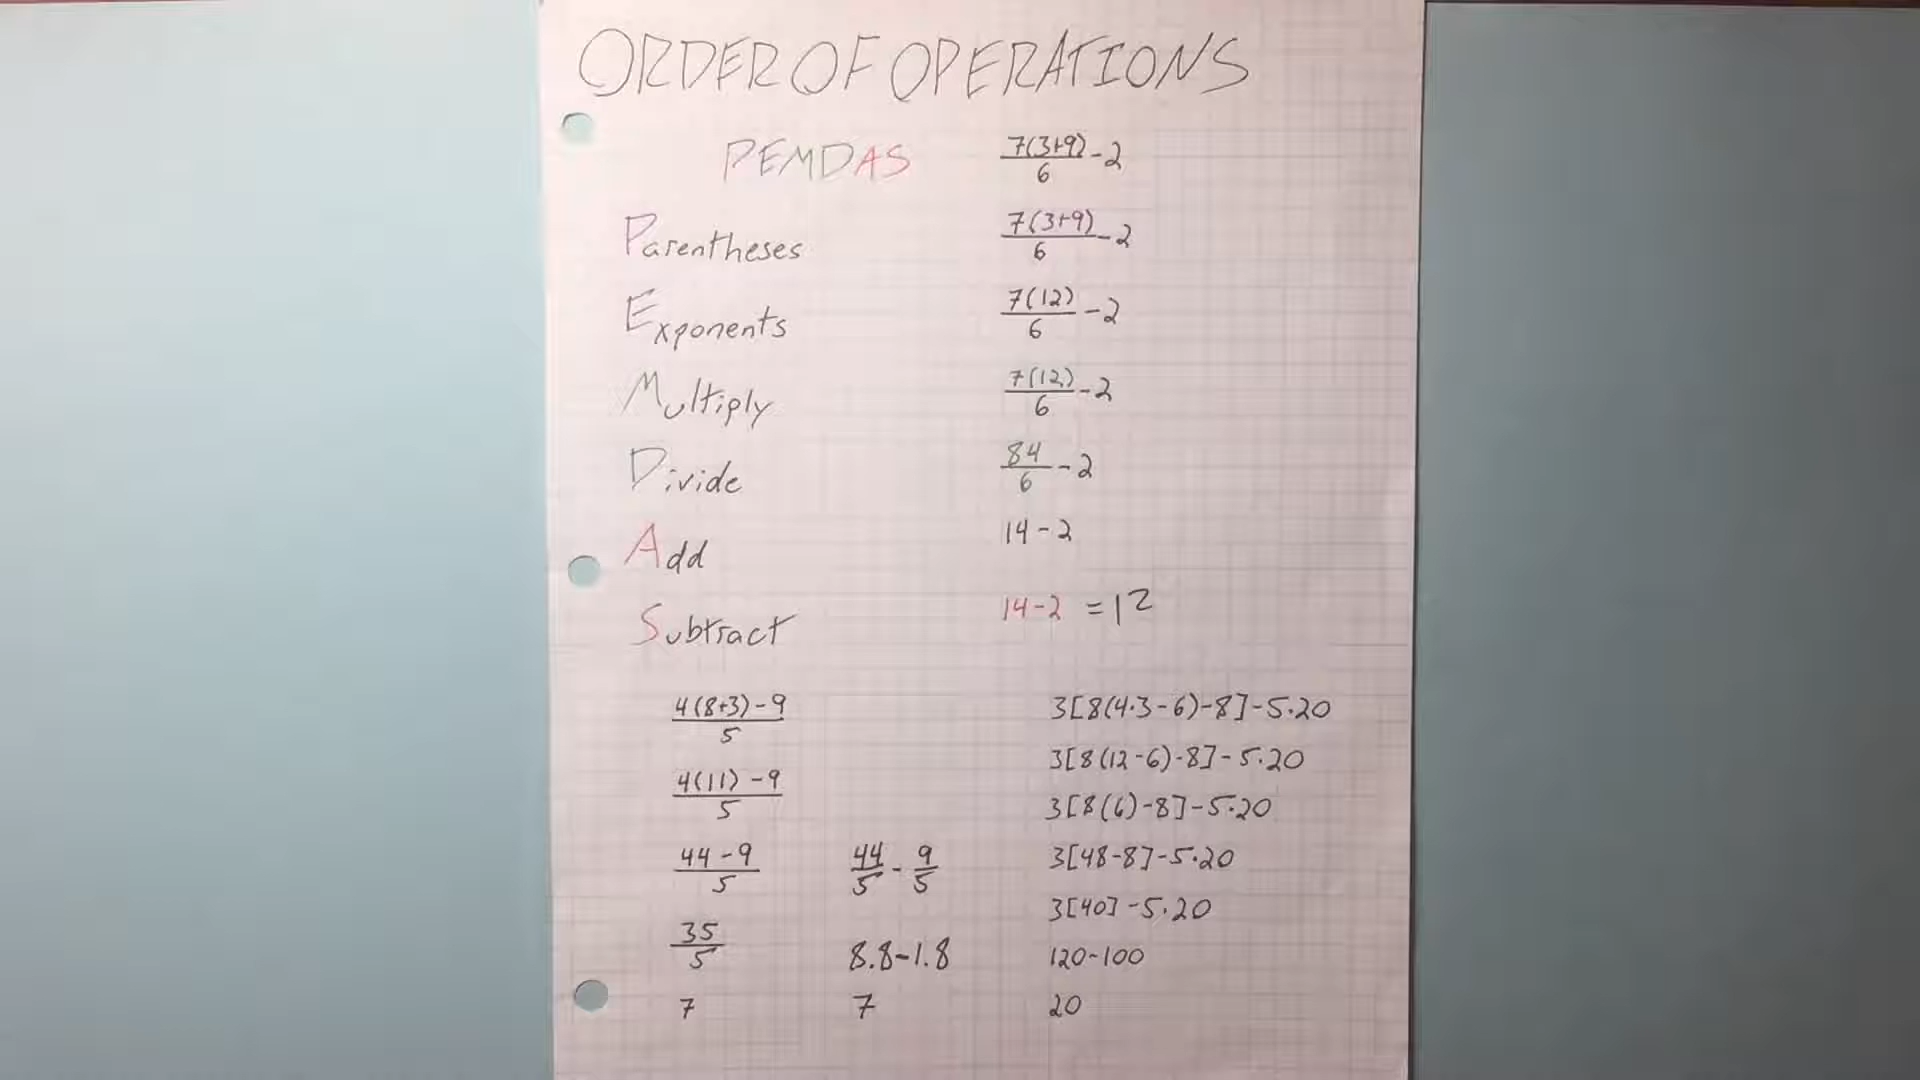 ORDER OF OPERATIONS
PEMDAS
7(3+9)/6 - 2
Parentheses
7(3+9)/6 - 2
Exponents
7(12)/6 - 2
Multiply
7(12)/6 - 2
Divide
84/6 - 2
Add
14 - 2
Subtract
14 - 2 = 12
4(8+3) - 9/5
4(11) - 9/5
44 - 9/5
35/5
7
44/5 - 9/5
8.8 - 1.8
7
3[8(4·3-6)-8]-5·20
3[8(12-6)-8]-5·20
3[8(6)-8]-5·20
3[48-8]-5·20
3[40]-5·20
120-100
20